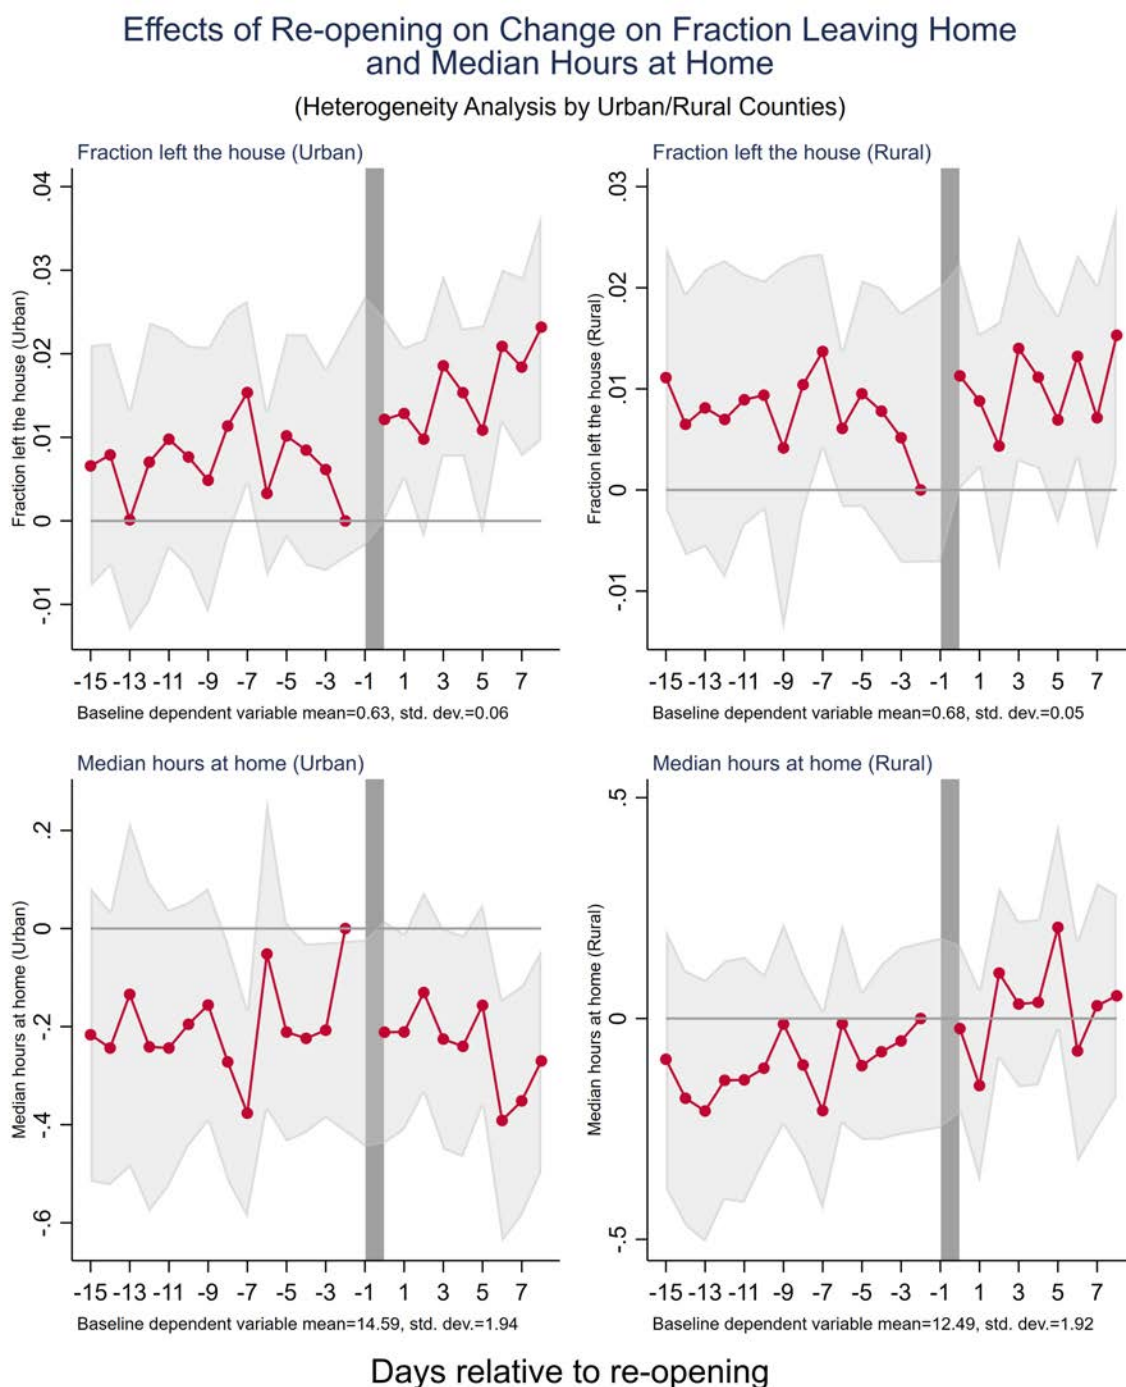 Effects of Re-opening on Change on Fraction Leaving Home
and Median Hours at Home
(Heterogeneity Analysis by Urban/Rural Counties)
Fraction left the house (Urban)
Fraction left the house (Urban)
.04
.03
.02
.01
0
-.01
-15 -13 -11 -9 -7 -5 -3 -1 1 3 5 7
Baseline dependent variable mean=0.63, std. dev.=0.06
Fraction left the house (Rural)
Fraction left the house (Rural)
.03
.02
.01
0
-.01
-15 -13 -11 -9 -7 -5 -3 -1 1 3 5 7
Baseline dependent variable mean=0.68, std. dev.=0.05
Median hours at home (Urban)
Median hours at home (Urban)
.2
0
-.2
-.4
-.6
-15 -13 -11 -9 -7 -5 -3 -1 1 3 5 7
Baseline dependent variable mean=14.59, std. dev.=1.94
Median hours at home (Rural)
Median hours at home (Rural)
.5
0
-.5
-15 -13 -11 -9 -7 -5 -3 -1 1 3 5 7
Baseline dependent variable mean=12.49, std. dev.=1.92
Days relative to re-opening